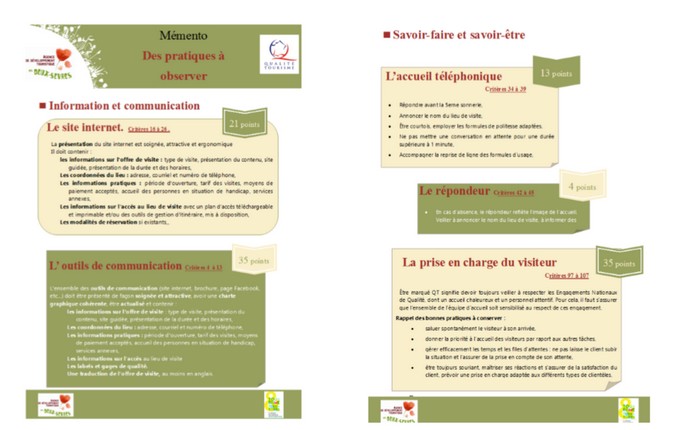 Mémento
Des pratiques à
observer
AGENCE
DE DÉVELOPPEMENT
TOURISTIQUE
DEUX-SEVRES
QUALITÉ
TOURISME
Information et communication
21 points
Le site internet. Critères 16 à 26 .
La présentation du site internet est soignée, attractive et ergonomique
Il doit contenir :
les informations sur l'offre de visite : type de visite, présentation du contenu, site
guidée, présentation de la durée et des horaires,
Les coordonnées du lieu : adresse, courriel et numéro de téléphone,
Les informations pratiques : période d'ouverture, tarif des visites, moyens de
paiement acceptés, accueil des personnes en situation de handicap, services
annexes,
Les informations sur l'accès au lieu de visite avec un plan d'accès téléchargeable
et imprimable et/ou des outils de gestion d'itinéraire, mis à disposition,
Les modalités de réservation si existants,
35 points
L' outils de communication Critères 4 à 13
L'ensemble des outils de communication (site internet, brochure, page Facebook,
etc..) doit être présenté de façon soignée et attractive, avoir une charte
graphique cohérente, être actualisé et contenir :
les informations sur l'offre de visite : type de visite, présentation du
contenu, site guidée, présentation de la durée et des horaires.
Les coordonnées du lieu : adresse, courriel et numéro de téléphone,
Les informations pratiques : période d'ouverture, tarif des visites, moyens
de paiement acceptés, accueil des personnes en situation de handicap,
services annexes,
Les informations sur l'accès au lieu de visite
Les labels et gages de qualité.
Une traduction de l'offre de visite, au moins en anglais.
Savoir-faire et savoir-être
13 points
L'accueil téléphonique
Critères 34 à 39
• Répondre avant la 5ème sonnerie,
• Annoncer le nom du lieu de visite,
• Être courtois, employer les formules de politesse adaptées,
• Ne pas mettre une conversation en attente pour une durée
supérieure à 1 minute.
• Accompagner la reprise de ligne des formules d'usage,
4 points
Le répondeur Critères 42 à 45
• En cas d'absence, le répondeur reflète l'image de l'accueil
Veiller à annoncer le nom du lieu de visite, à informer des
35 points
La prise en charge du visiteur
Critères 97 à 107
Être marqué QT signifie devoir toujours veiller à respecter les Engagements Nationaux
de Qualité, dont un accueil chaleureux et un personnel attentif. Pour cela, il faut s'assurer
que l'ensemble de l'équipe d'accueil soit sensibilisé au respect de ces engagement.
Rappel des bonnes pratiques à conserver :
• saluer spontanément le visiteur à son arrivée,
• donner la priorité à l'accueil des visiteurs par rapport aux autres tâches.
• gérer efficacement les temps et les files d'attentes : ne pas laisse le client subir
la situation et l'assurer de la prise en compte de son attente.
• être toujours souriant, maîtriser ses réactions et s'assurer de la satisfaction du
client, prévoir une prise en charge adaptée aux différents types de clientèles.